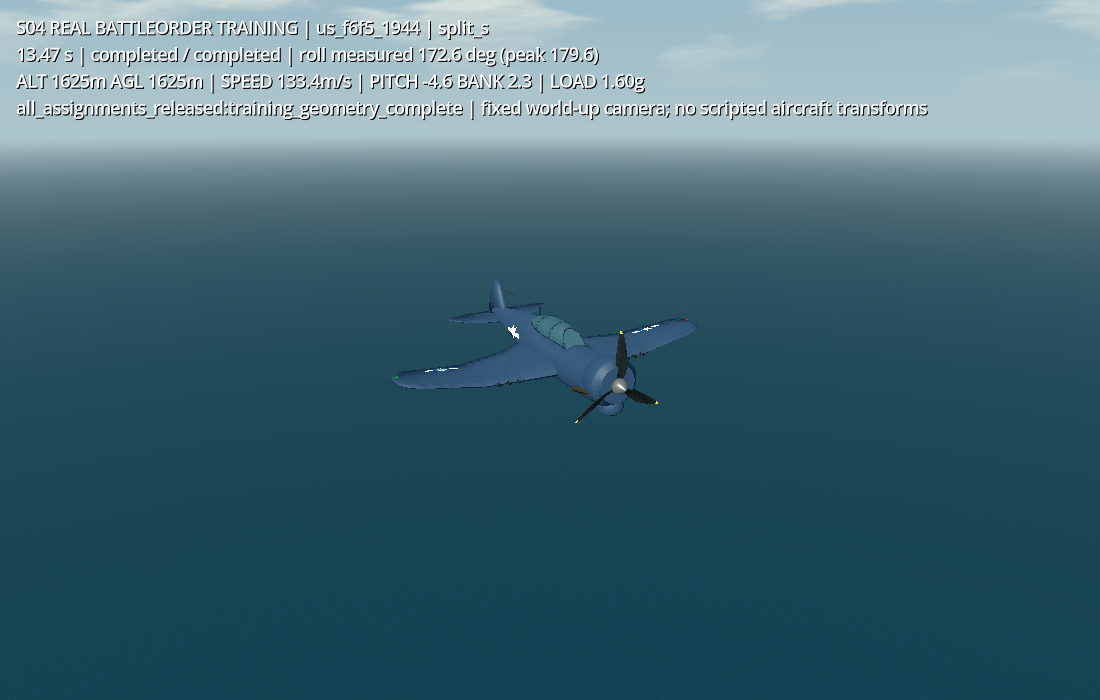 S04 REAL BATTLEORDER TRAINING | us_f6f5_1944 | split_s
13.47 s | completed / completed | roll measured 172.6 deg (peak 179.6)
ALT 1625m AGL 1625m | SPEED 133.4m/s | PITCH -4.6 BANK 2.3 | LOAD 1.60g
all_assignments_released:training_geometry_complete | fixed world-up camera; no scripted aircraft transforms